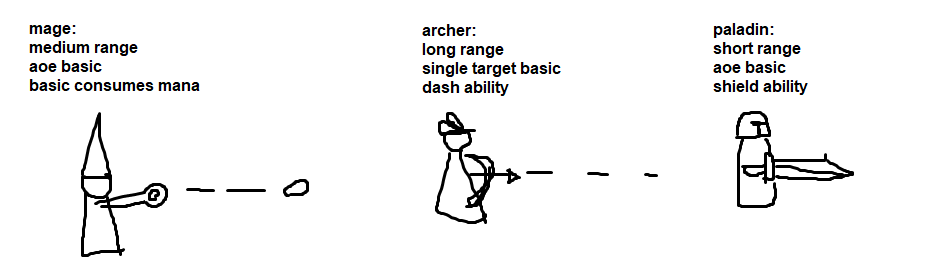 mage:
medium range
aoe basic
basic consumes mana
archer:
long range
single target basic
dash ability
paladin:
short range
aoe basic
shield ability